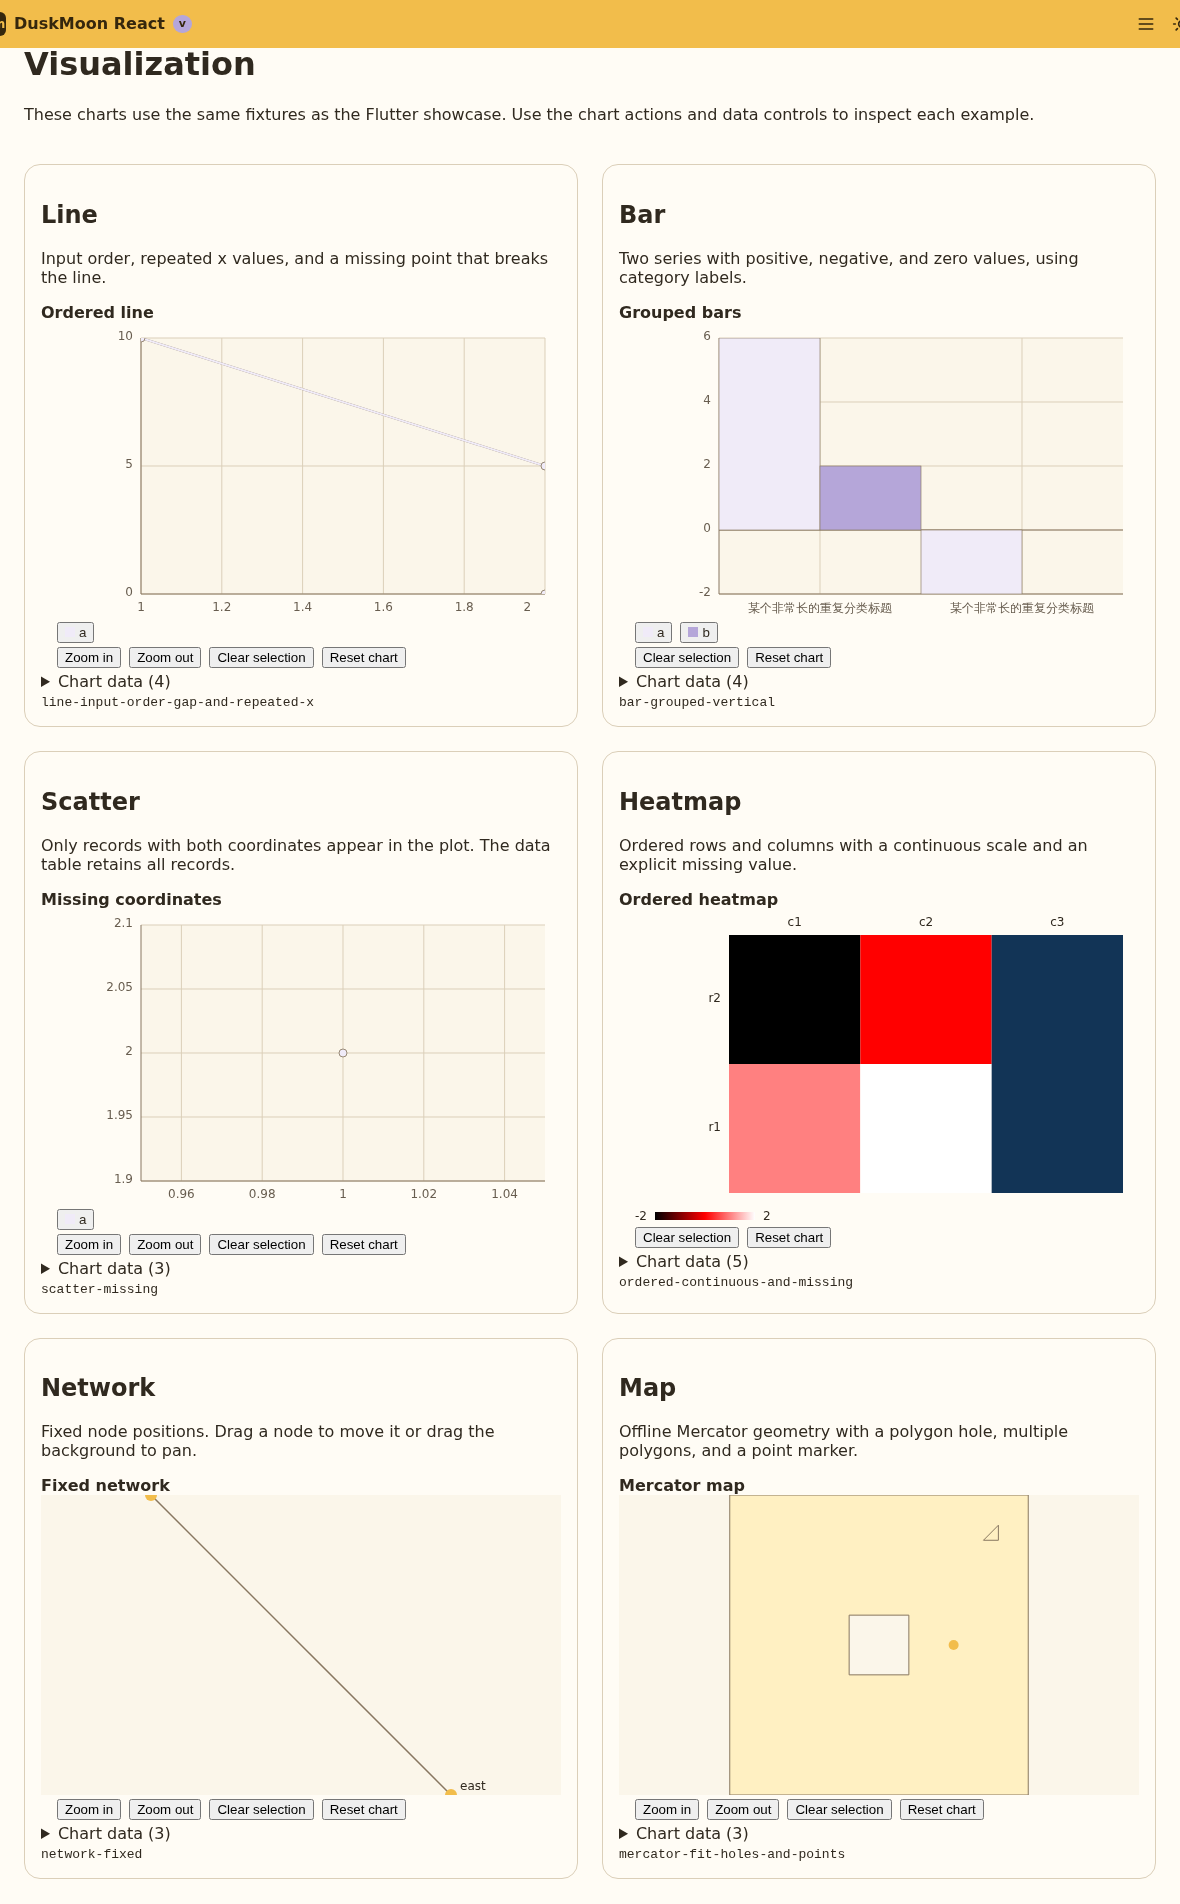 DuskMoon React v
Visualization
These charts use the same fixtures as the Flutter showcase. Use the chart actions and data controls to inspect each example.
Line
Input order, repeated x values, and a missing point that breaks
the line.
Ordered line
10
5
0
1 1.2 1.4 1.6 1.8 2
a
Zoom in Zoom out Clear selection Reset chart
Chart data (4)
line-input-order-gap-and-repeated-x
Bar
Two series with positive, negative, and zero values, using
category labels.
Grouped bars
6
4
2
0
-2
某个非常长的重复分类标题 某个非常长的重复分类标题
a b
Clear selection Reset chart
Chart data (4)
bar-grouped-vertical
Scatter
Only records with both coordinates appear in the plot. The data
table retains all records.
Missing coordinates
2.1
2.05
2
1.95
1.9
0.96 0.98 1 1.02 1.04
a
Zoom in Zoom out Clear selection Reset chart
Chart data (3)
scatter-missing
Heatmap
Ordered rows and columns with a continuous scale and an
explicit missing value.
Ordered heatmap
c1 c2 c3
r2
r1
-2 2
Clear selection Reset chart
Chart data (5)
ordered-continuous-and-missing
Network
Fixed node positions. Drag a node to move it or drag the
background to pan.
Fixed network
east
Zoom in Zoom out Clear selection Reset chart
Chart data (3)
network-fixed
Map
Offline Mercator geometry with a polygon hole, multiple
polygons, and a point marker.
Mercator map
Zoom in Zoom out Clear selection Reset chart
Chart data (3)
mercator-fit-holes-and-points